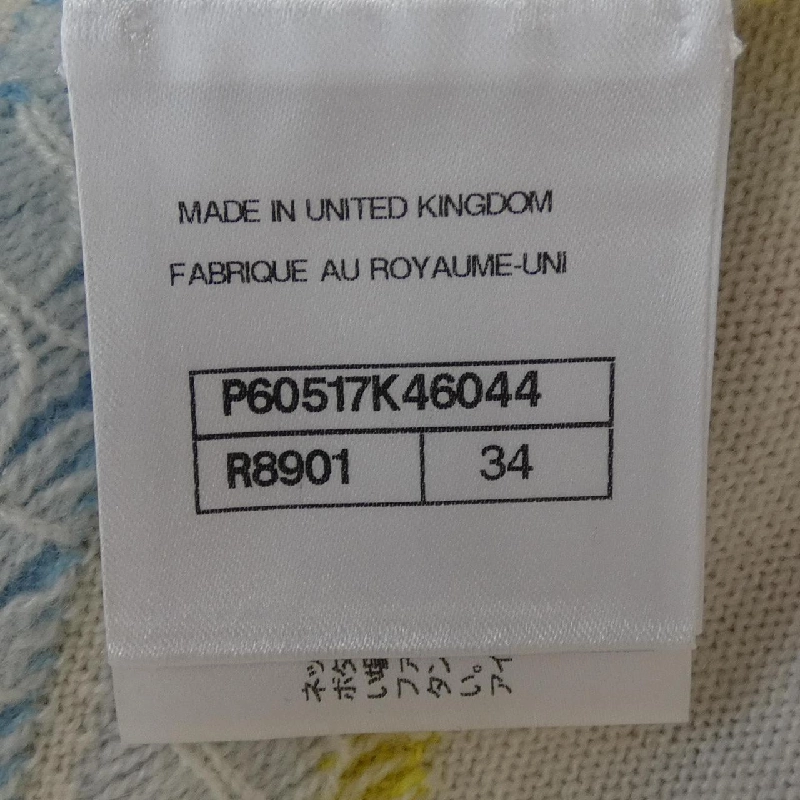 MADE IN UNITED KINGDOM
FABRIQUE AU ROYAUME-UNI
P60517K46044
R8901 34